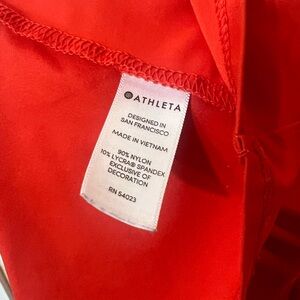 ATHLETA
DESIGNED IN
SAN FRANCISCO
MADE IN VIETNAM
90% NYLON
10% LYCRA® SPANDEX
EXCLUSIVE OF
DECORATION
RN 54023